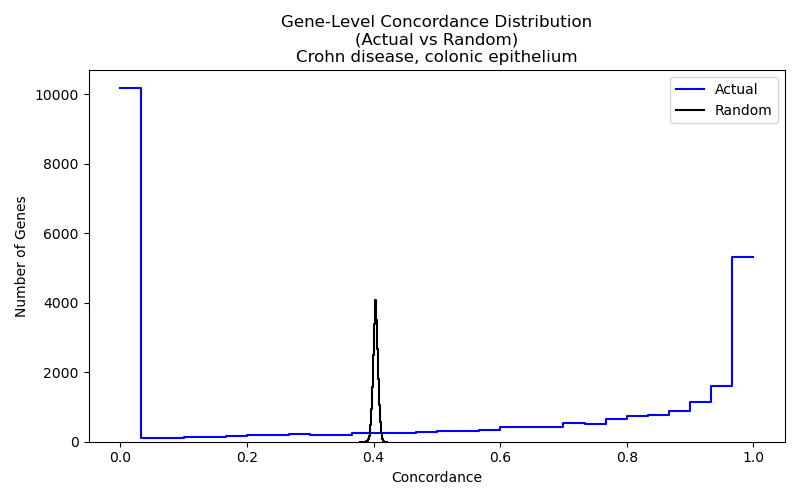 Gene-Level Concordance Distribution
(Actual vs Random)
Crohn disease, colonic epithelium
Actual
Random
Number of Genes
10000
8000
6000
4000
2000
0
0.0 0.2 0.4 0.6 0.8 1.0
Concordance